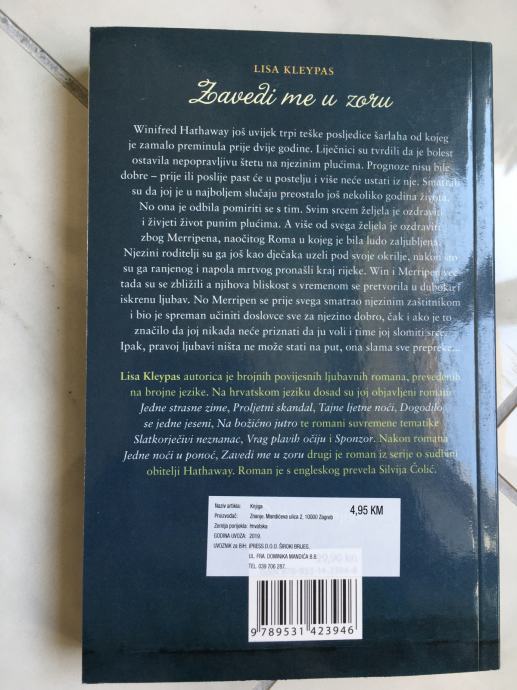 LISA KLEYPAS
Zavedi me u zoru
Winifred Hathaway još uvijek trpi teške posljedice šarlaha od kojeg
je zamalo preminula prije dvije godine. Liječnici su tvrdili da je bolest
ostavila nepopravljivu štetu na njezinim plućima. Prognoze nisu bile
dobre – prije ili poslije past će u postelju i više neće ustati iz nje. Smatrali
su da joj je u najboljem slučaju preostalo još nekoliko godina života.
No ona je odbila pomiriti se s tim. Svim srcem željela je ozdraviti
i živjeti život punim plućima. A više od svega željela je ozdraviti
zbog Merripena, naočitog Roma u kojeg je bila ludo zaljubljena.
Njezini roditelji su ga još kao dječaka uzeli pod svoje okrilje, nakon što
su ga ranjenog i napola mrtvog pronašli kraj rijeke. Win i Merripen već
tada su se zbližili a njihova bliskost s vremenom se pretvorila u duboku i
iskrenu ljubav. No Merripen se prije svega smatrao njezinim zaštitnikom
i bio je spreman učiniti doslovce sve za njezino dobro, čak i ako je to
značilo da joj nikada neće priznati da ju voli i time joj slomiti srce.
Ipak, pravoj ljubavi ništa ne može stati na put, ona slama sve prepreke...
Lisa Kleypas autorica je brojnih povijesnih ljubavnih romana, prevedenih
na brojne jezike. Na hrvatskom jeziku dosad su joj objavljeni romani
Jedne strasne zime, Proljetni skandal, Tajne ljetne noći, Dogodilo
se jedne jeseni, Na božićno jutro te romani suvremene tematike
Slatkorječivi neznanac, Vrag plavih očiju i Sponzor. Nakon romana
Jedne noći u ponoć, Zavedi me u zoru drugi je roman iz serije o sudbini
obitelji Hathaway. Roman je s engleskog prevela Silvija Čolić.
Naziv artikla: Knjiga
Proizvođač: Znanje, Mandićeva ulica 2, 10000 Zagreb
4,95 KM
Zemlja porijekla: Hrvatska
GODINA UVOZA: 2019.
UVOZNIK za BiH: IPRESS D.O.O. ŠIROKI BRIJEG,
UL. FRA. DOMINIKA MANDIĆA B.B.
TEL. 039 706 287.
9 789531 423946